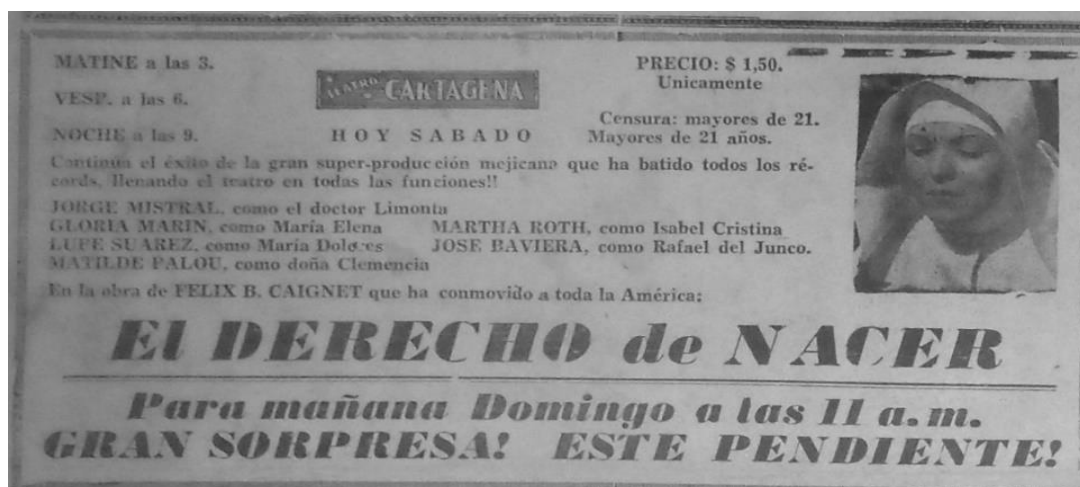 MATINE a las 3.
VESP. a las 6.
NOCHE a las 9.
TEATRO CARTAGENA
HOY SABADO
PRECIO: $ 1,50.
Unicamente
Censura: mayores de 21.
Mayores de 21 años.
Continúa el éxito de la gran super-producción mejicana que ha batido todos los ré-
cords, llenando el teatro en todas las funciones!!
JORGE MISTRAL, como el doctor Limonta
GLORIA MARIN, como María Elena MARTHA ROTH, como Isabel Cristina
LUPE SUAREZ, como María Dolores JOSE BAVIERA, como Rafael del Junco.
MATILDE PALOU, como doña Clemencia
En la obra de FELIX B. CAIGNET que ha conmovido a toda la América:
El DERECHO de NACER
Para mañana Domingo a las 11 a.m.
GRAN SORPRESA! ESTE PENDIENTE!